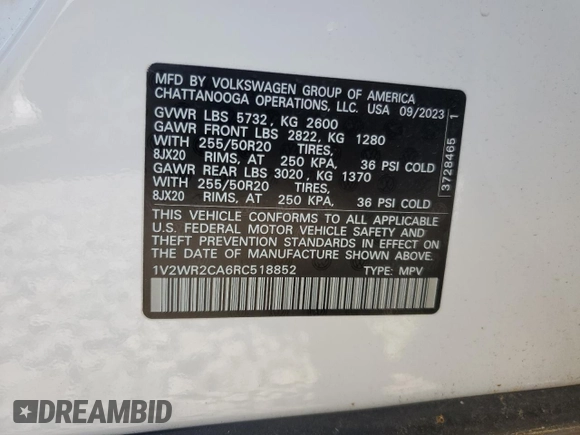 MFD BY VOLKSWAGEN GROUP OF AMERICA
CHATTANOOGA OPERATIONS, LLC. USA 09/2023
GVWR LBS 5732, KG 2600
GAWR FRONT LBS 2822, KG 1280
WITH 255/50R20 TIRES,
8JX20 RIMS, AT 250 KPA, 36 PSI COLD
GAWR REAR LBS 3020, KG 1370
WITH 255/50R20 TIRES,
8JX20 RIMS, AT 250 KPA, 36 PSI COLD
THIS VEHICLE CONFORMS TO ALL APPLICABLE
U.S. FEDERAL MOTOR VEHICLE SAFETY AND
THEFT PREVENTION STANDARDS IN EFFECT ON
THE DATE OF MANUFACTURE SHOWN ABOVE.
1V2WR2CA6RC518852 TYPE: MPV
3728465 1
DREAMBID